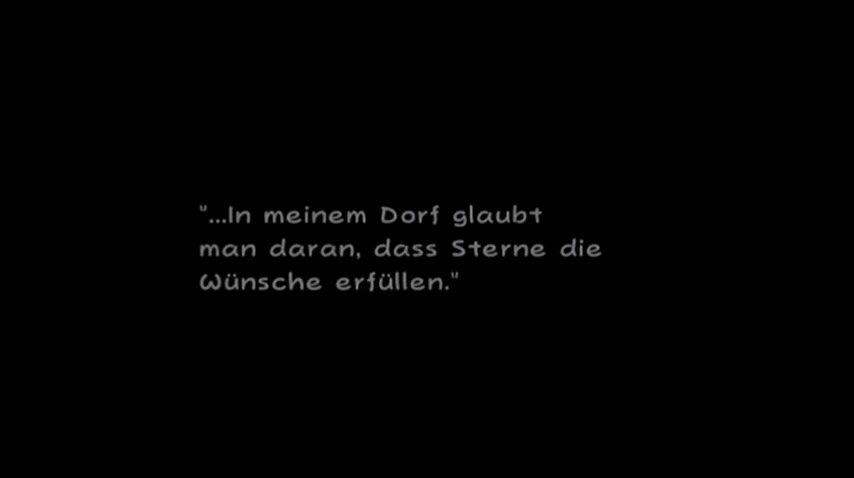 "...In meinem Dorf glaubt
man daran, dass Sterne die
Wünsche erfüllen."